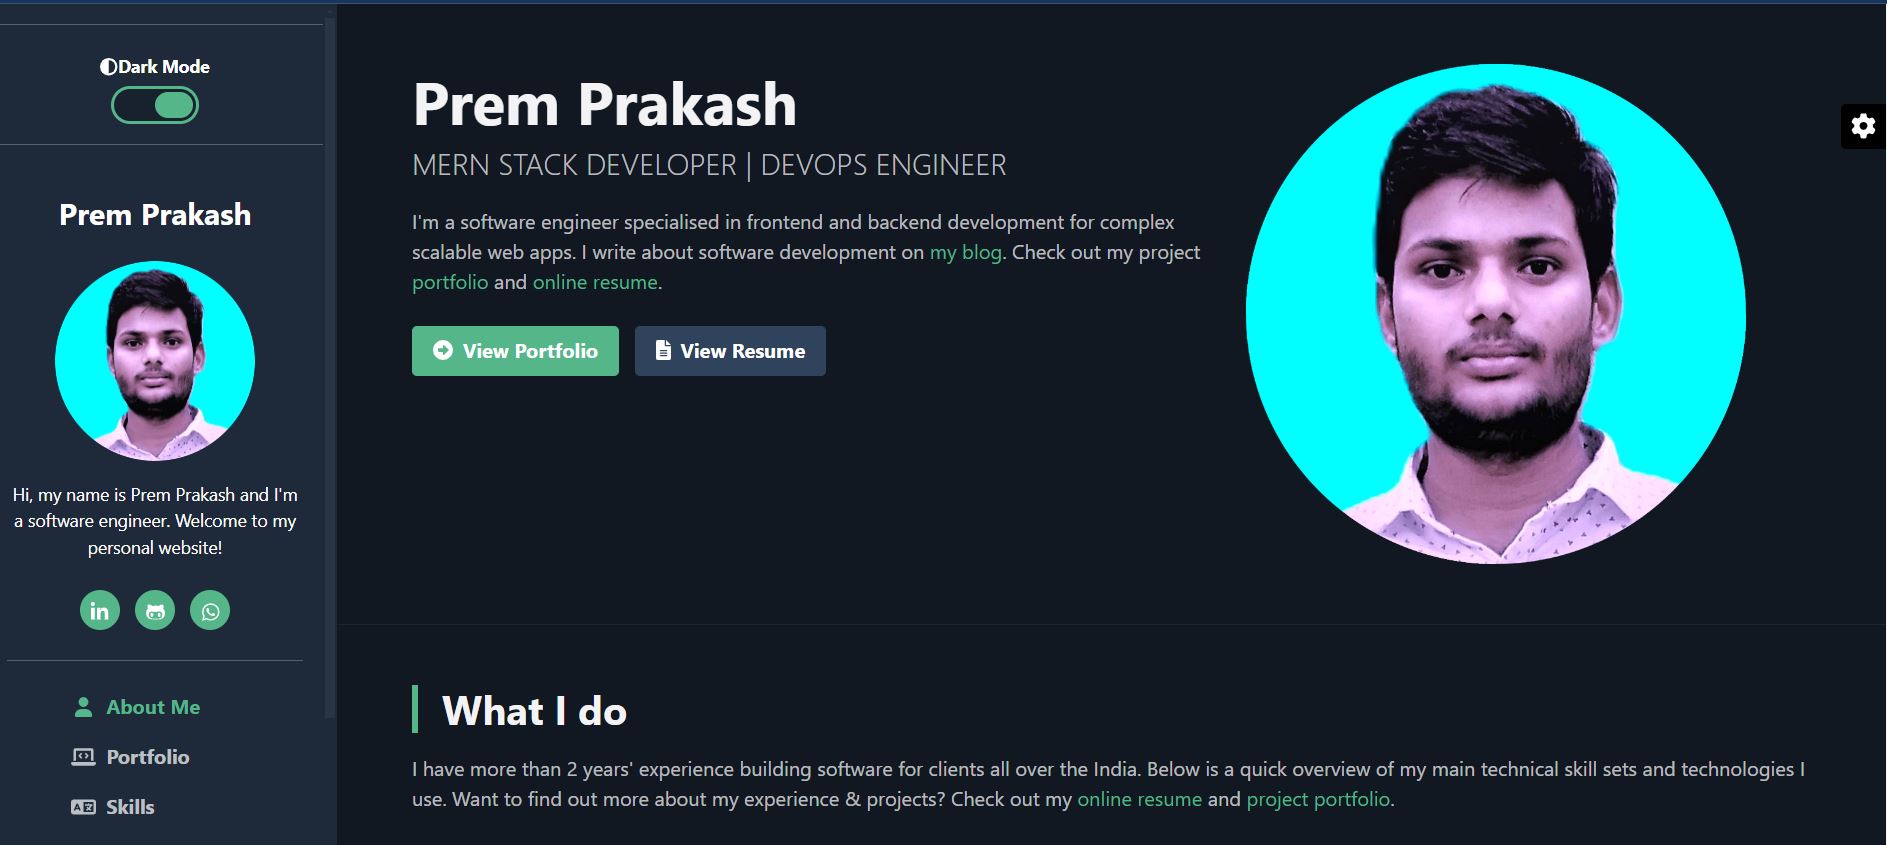 Dark Mode
Prem Prakash
Hi, my name is Prem Prakash and I'm
a software engineer. Welcome to my
personal website!
in
About Me
Portfolio
Skills
Prem Prakash
MERN STACK DEVELOPER | DEVOPS ENGINEER
I'm a software engineer specialised in frontend and backend development for complex
scalable web apps. I write about software development on my blog. Check out my project
portfolio and online resume.
View Portfolio
View Resume
What I do
I have more than 2 years' experience building software for clients all over the India. Below is a quick overview of my main technical skill sets and technologies I
use. Want to find out more about my experience & projects? Check out my online resume and project portfolio.